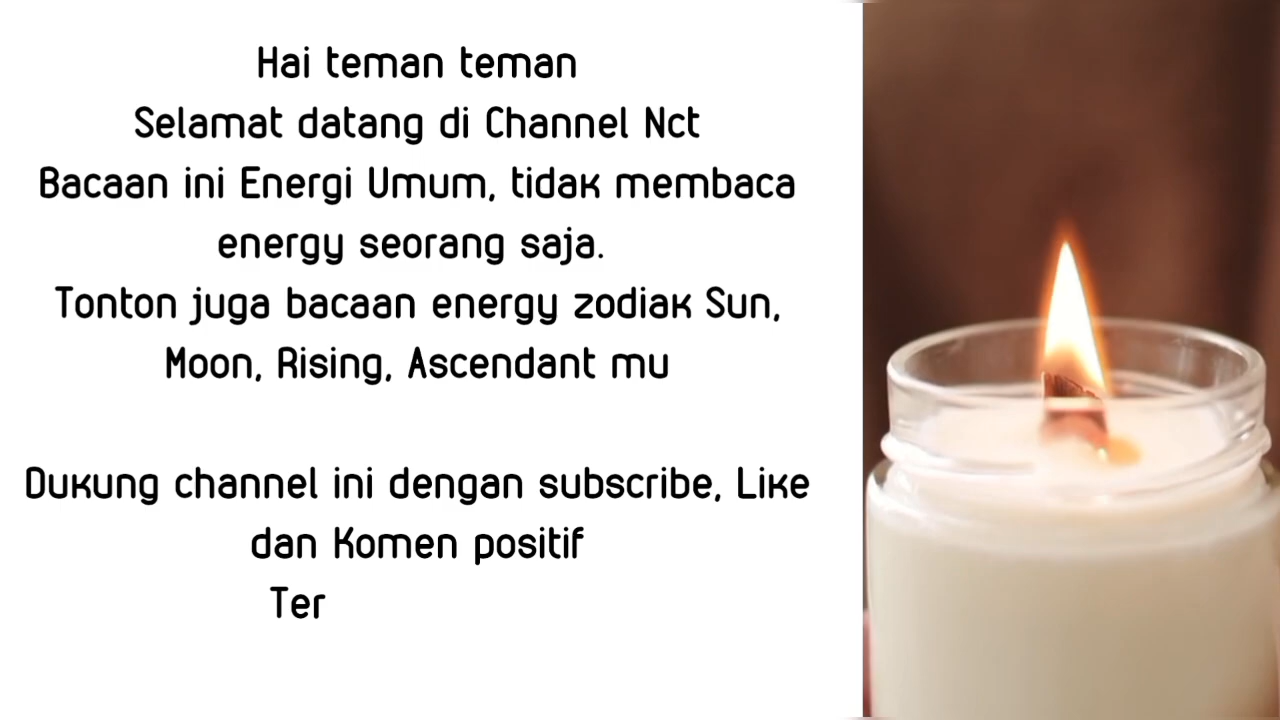 Hai teman teman
Selamat datang di Channel Nct
Bacaan ini Energi Umum, tidak membaca
energy seorang saja.
Tonton juga bacaan energy zodiak Sun,
Moon, Rising, Ascendant mu
Dukung channel ini dengan subscribe, Like
dan Komen positif
Ter